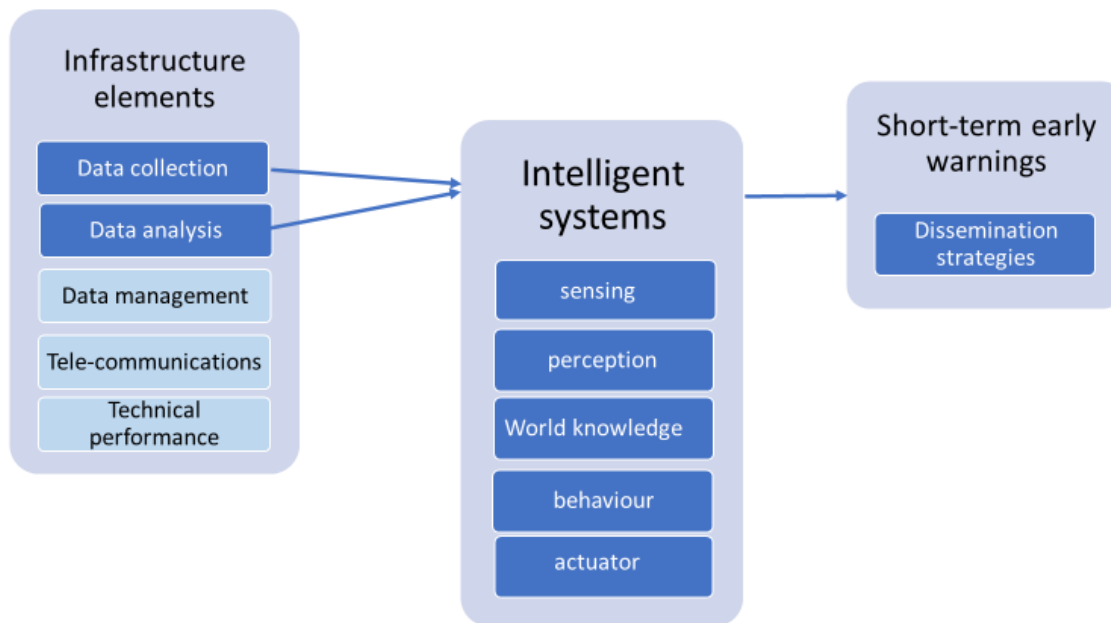 Infrastructure
elements
Data collection
Data analysis
Data management
Tele-communications
Technical
performance
Intelligent
systems
sensing
perception
World knowledge
behaviour
actuator
Short-term early
warnings
Dissemination
strategies